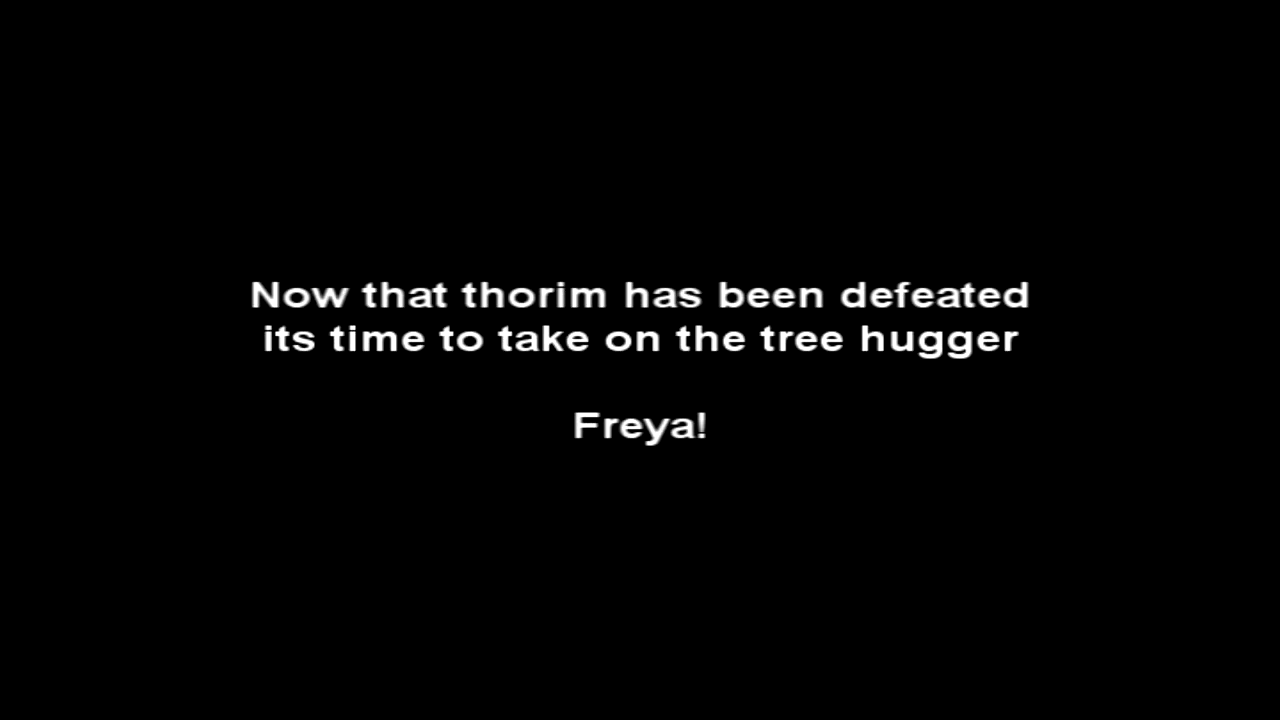 Now that thorim has been defeated
its time to take on the tree hugger
Freya!